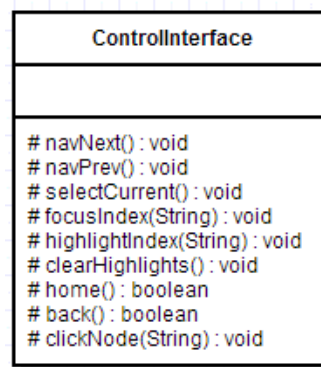 ControlInterface
# navNext() : void
# navPrev() : void
# selectCurrent() : void
# focusIndex(String) : void
# highlightIndex(String) : void
# clearHighlights() : void
# home() : boolean
# back() : boolean
# clickNode(String) : void